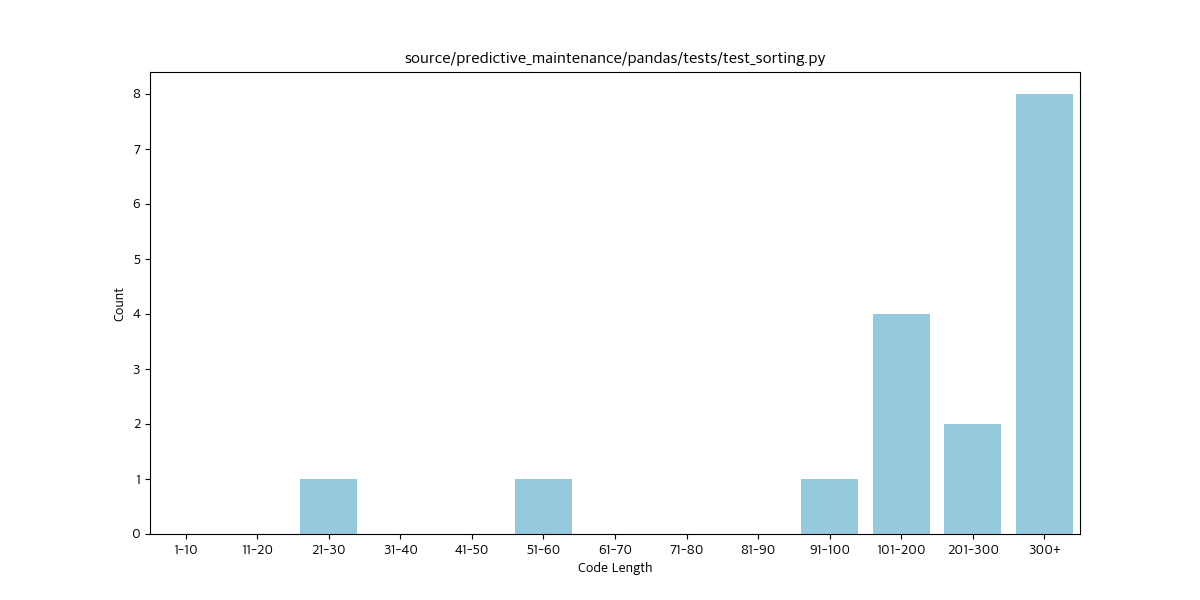 source/predictive_maintenance/pandas/tests/test_sorting.py
8
7
6
5
4
3
2
1
0
Count
1-10 11-20 21-30 31-40 41-50 51-60 61-70 71-80 81-90 91-100 101-200 201-300 300+
Code Length